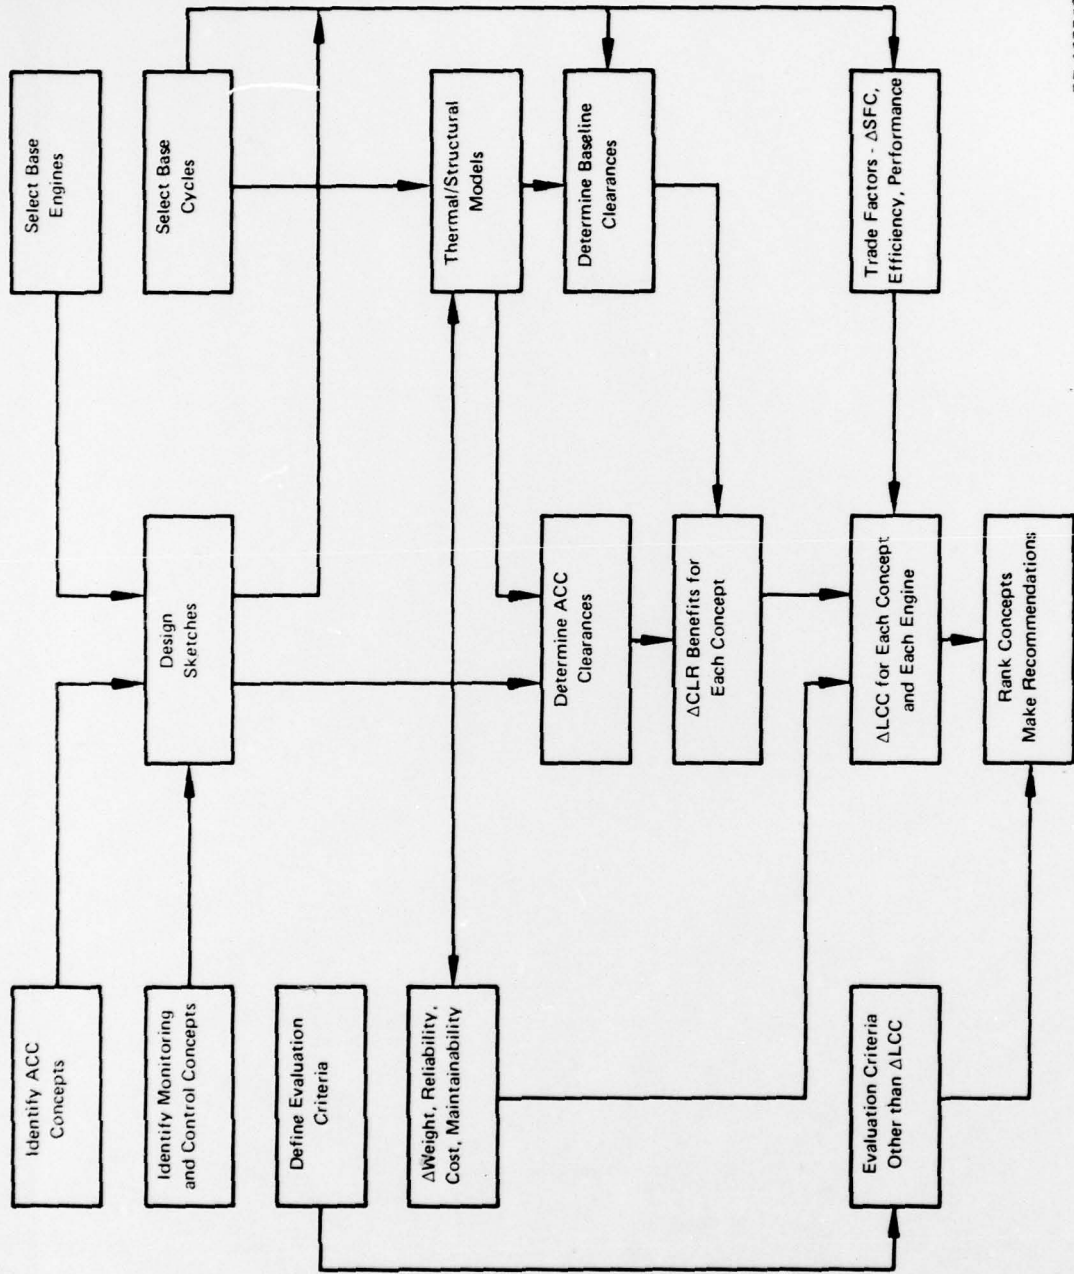 Identify ACC
Concepts
Select Base
Engines
Identify Monitoring
and Control Concepts
Design
Sketches
Select Base
Cycles
Define Evaluation
Criteria
ΔWeight, Reliability,
Cost, Maintainability
Thermal/Structural
Models
Determine ACC
Clearances
Determine Baseline
Clearances
ΔCLR Benefits for
Each Concept
Evaluation Criteria
Other than ΔLCC
ΔLCC for Each Concept
and Each Engine
Trade Factors - ΔSFC,
Efficiency, Performance
Rank Concepts
Make Recommendations